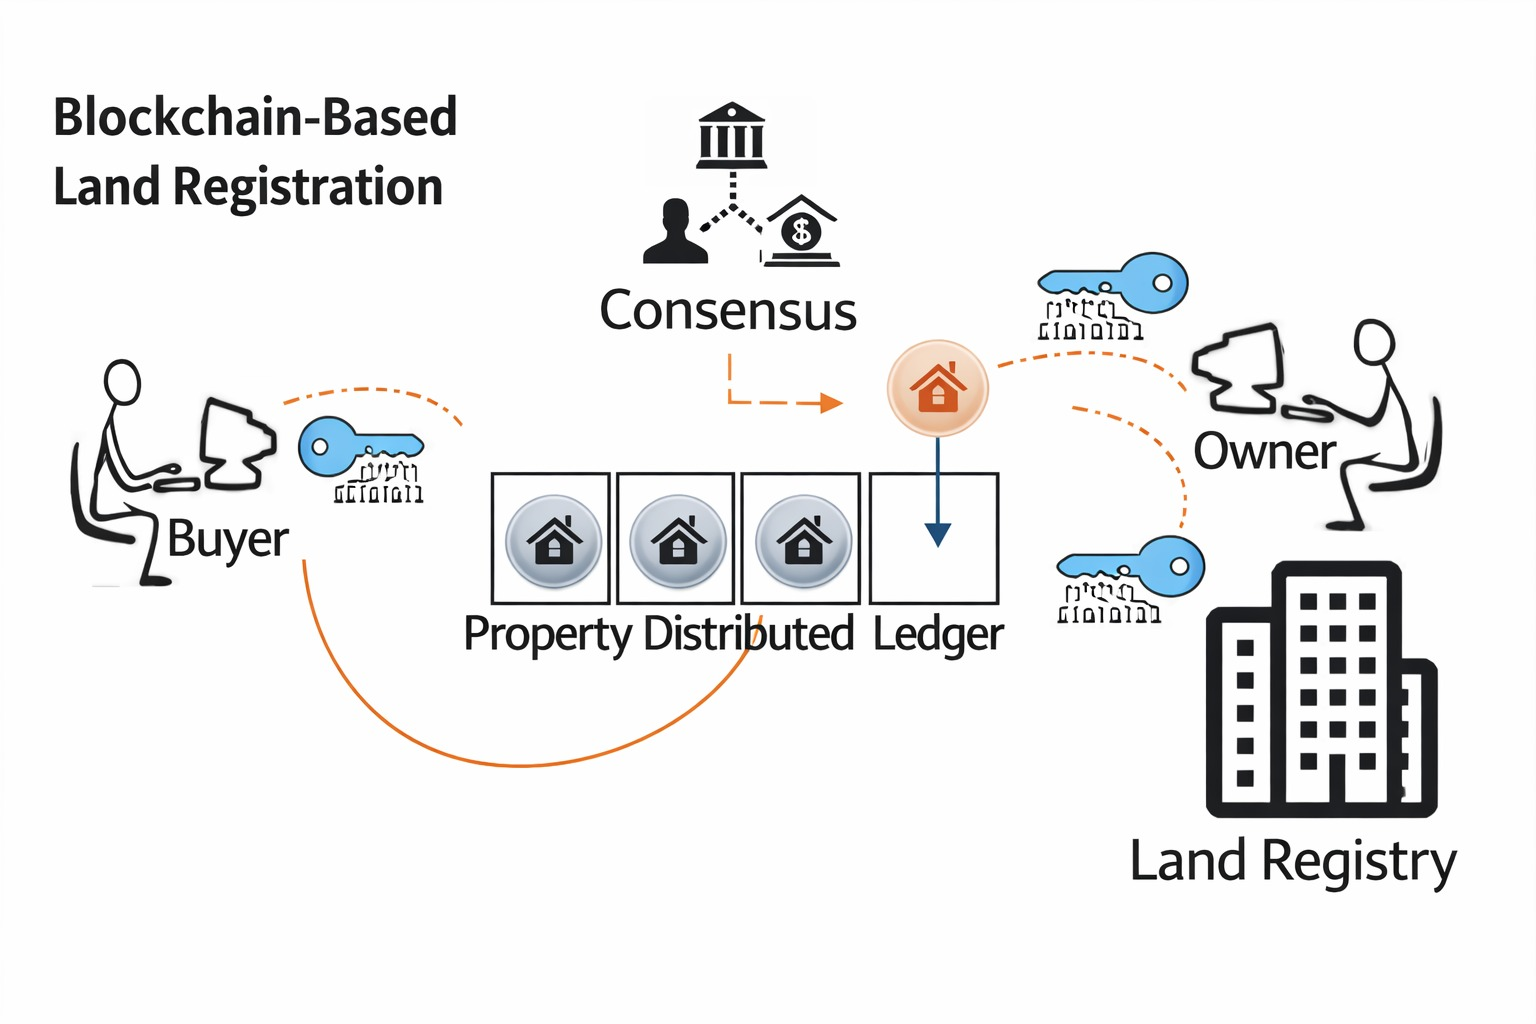 Blockchain-Based
Land Registration
$
Consensus
Owner
Buyer
Property Distributed Ledger
Land Registry